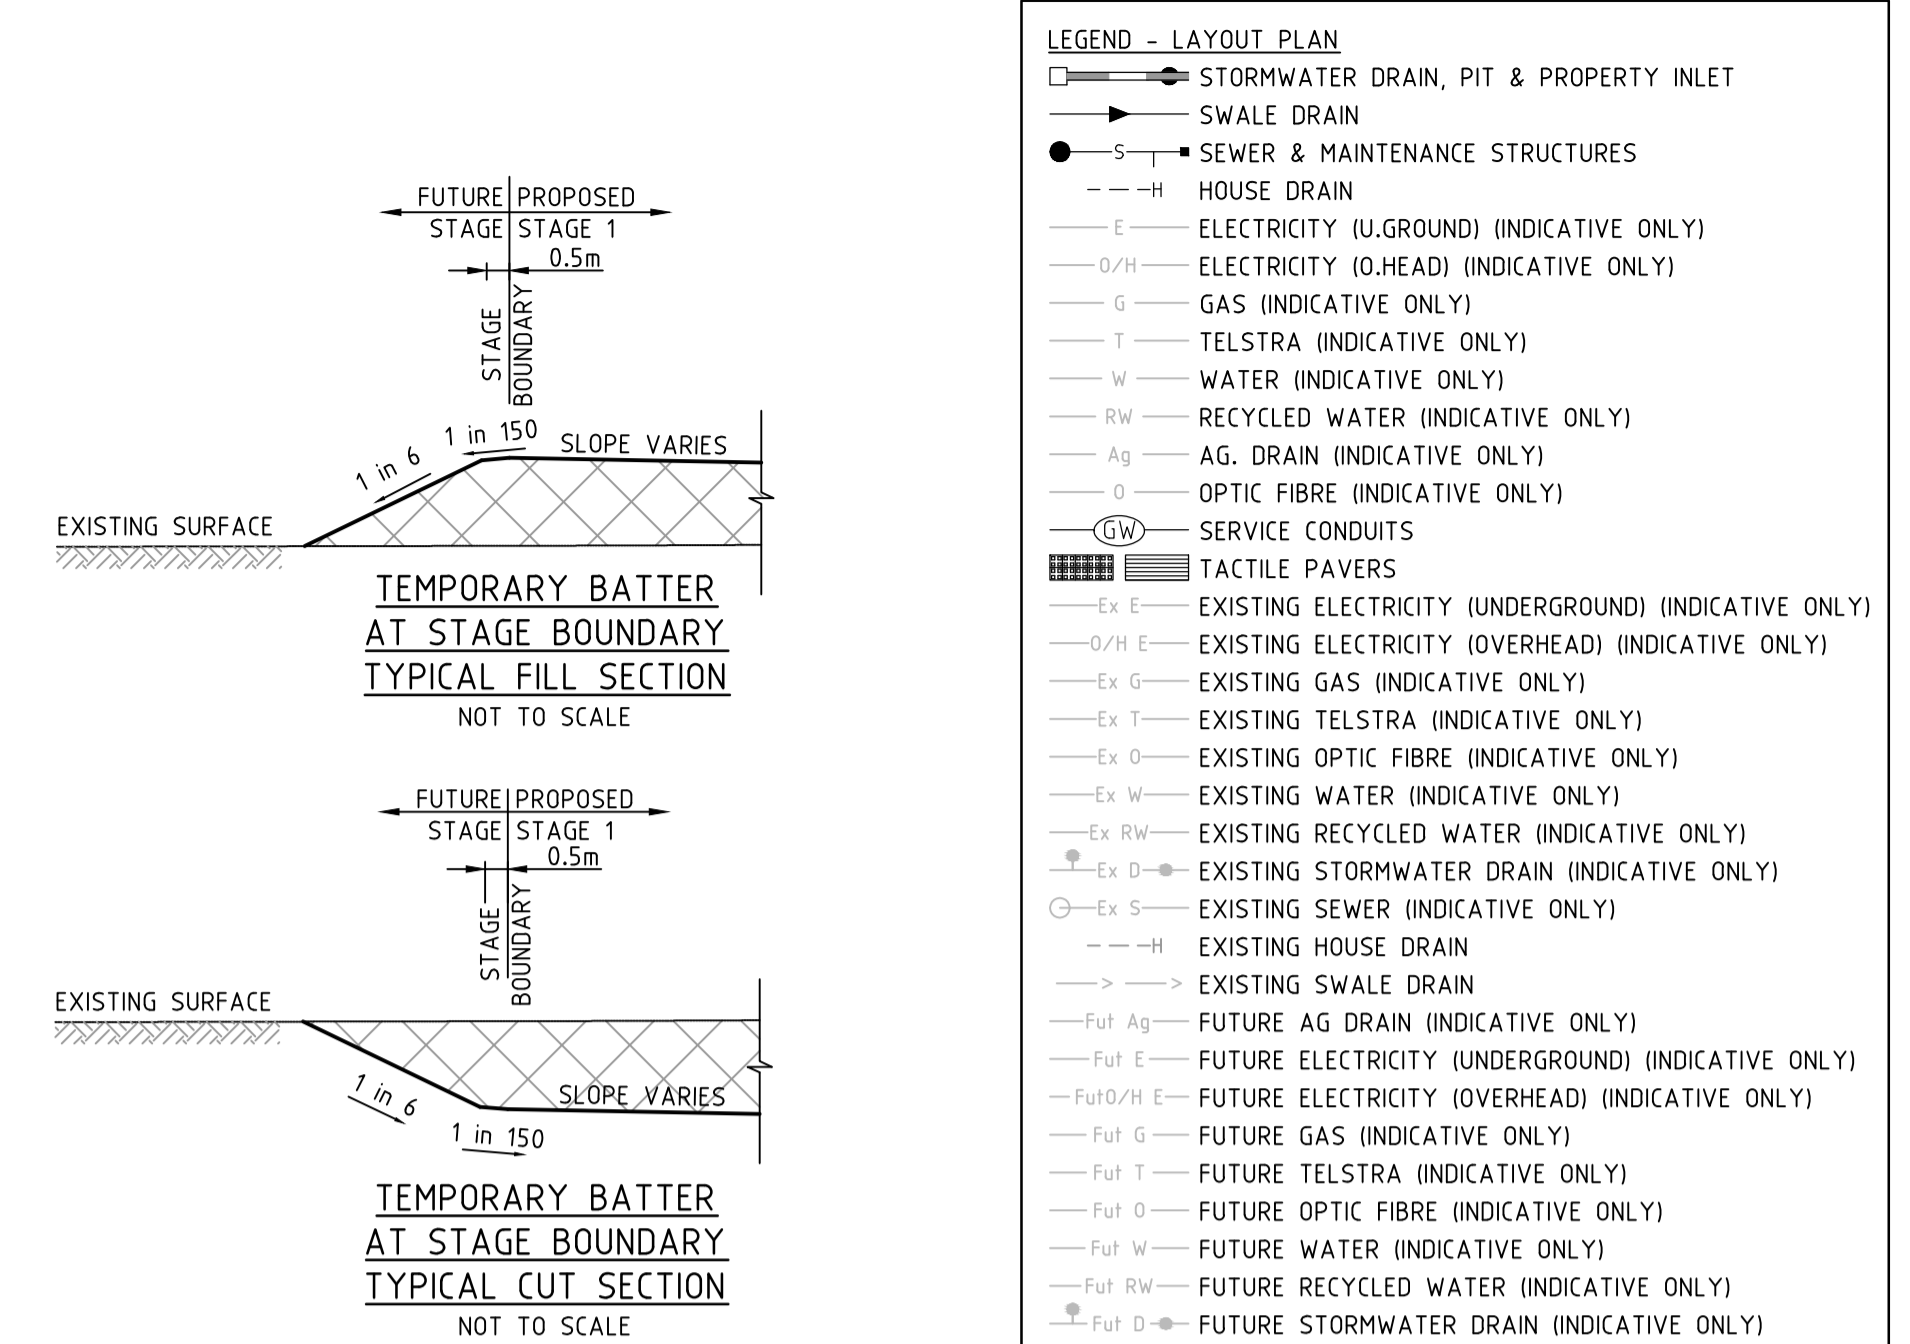 FUTURE PROPOSED
STAGE STAGE 1
0.5m
STAGE
BOUNDARY
1 in 150
SLOPE VARIES
1 in 6
EXISTING SURFACE
TEMPORARY BATTER
AT STAGE BOUNDARY
TYPICAL FILL SECTION
NOT TO SCALE
FUTURE PROPOSED
STAGE STAGE 1
0.5m
STAGE
BOUNDARY
EXISTING SURFACE
SLOPE VARIES
1 in 6
1 in 150
TEMPORARY BATTER
AT STAGE BOUNDARY
TYPICAL CUT SECTION
NOT TO SCALE
LEGEND - LAYOUT PLAN
STORMWATER DRAIN, PIT & PROPERTY INLET
SWALE DRAIN
S SEWER & MAINTENANCE STRUCTURES
H HOUSE DRAIN
E ELECTRICITY (U.GROUND) (INDICATIVE ONLY)
O/H ELECTRICITY (O.HEAD) (INDICATIVE ONLY)
G GAS (INDICATIVE ONLY)
T TELSTRA (INDICATIVE ONLY)
W WATER (INDICATIVE ONLY)
RW RECYCLED WATER (INDICATIVE ONLY)
Ag AG. DRAIN (INDICATIVE ONLY)
O OPTIC FIBRE (INDICATIVE ONLY)
GW SERVICE CONDUITS
TACTILE PAVERS
Ex E EXISTING ELECTRICITY (UNDERGROUND) (INDICATIVE ONLY)
O/H E EXISTING ELECTRICITY (OVERHEAD) (INDICATIVE ONLY)
Ex G EXISTING GAS (INDICATIVE ONLY)
Ex T EXISTING TELSTRA (INDICATIVE ONLY)
Ex O EXISTING OPTIC FIBRE (INDICATIVE ONLY)
Ex W EXISTING WATER (INDICATIVE ONLY)
Ex RW EXISTING RECYCLED WATER (INDICATIVE ONLY)
Ex D EXISTING STORMWATER DRAIN (INDICATIVE ONLY)
Ex S EXISTING SEWER (INDICATIVE ONLY)
H EXISTING HOUSE DRAIN
EXISTING SWALE DRAIN
Fut Ag FUTURE AG DRAIN (INDICATIVE ONLY)
Fut E FUTURE ELECTRICITY (UNDERGROUND) (INDICATIVE ONLY)
FutO/H E FUTURE ELECTRICITY (OVERHEAD) (INDICATIVE ONLY)
Fut G FUTURE GAS (INDICATIVE ONLY)
Fut T FUTURE TELSTRA (INDICATIVE ONLY)
Fut O FUTURE OPTIC FIBRE (INDICATIVE ONLY)
Fut W FUTURE WATER (INDICATIVE ONLY)
Fut RW FUTURE RECYCLED WATER (INDICATIVE ONLY)
Fut D FUTURE STORMWATER DRAIN (INDICATIVE ONLY)